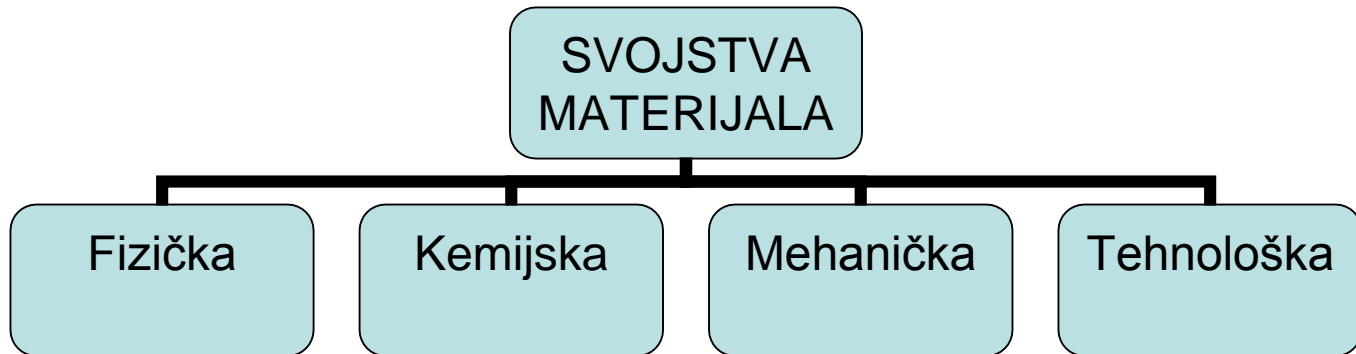 SVOJSTVA
MATERIJALA
Fizička
Kemijska
Mehanička
Tehnološka